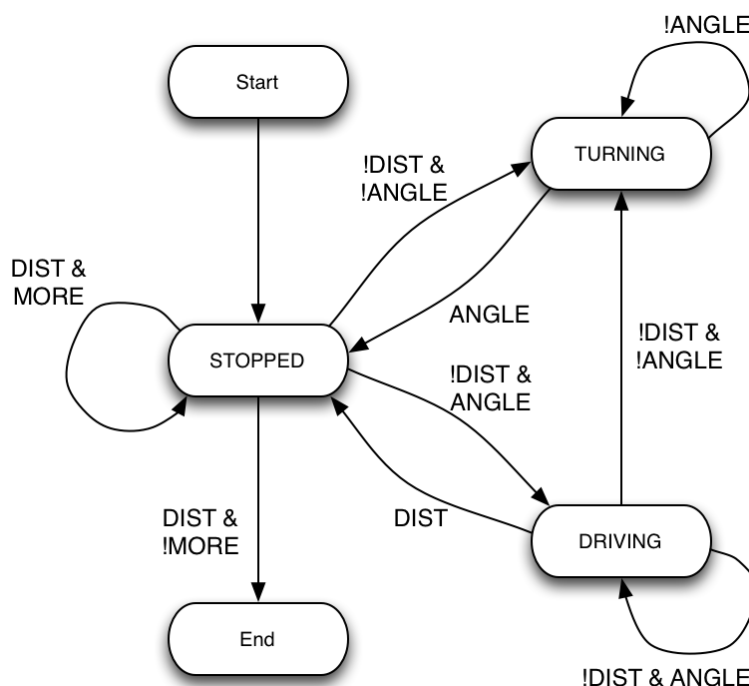 !ANGLE
Start
TURNING
!DIST &
!ANGLE
DIST &
MORE
ANGLE
!DIST &
!ANGLE
STOPPED
!DIST &
ANGLE
DIST
DIST &
!MORE
DRIVING
End
!DIST & ANGLE